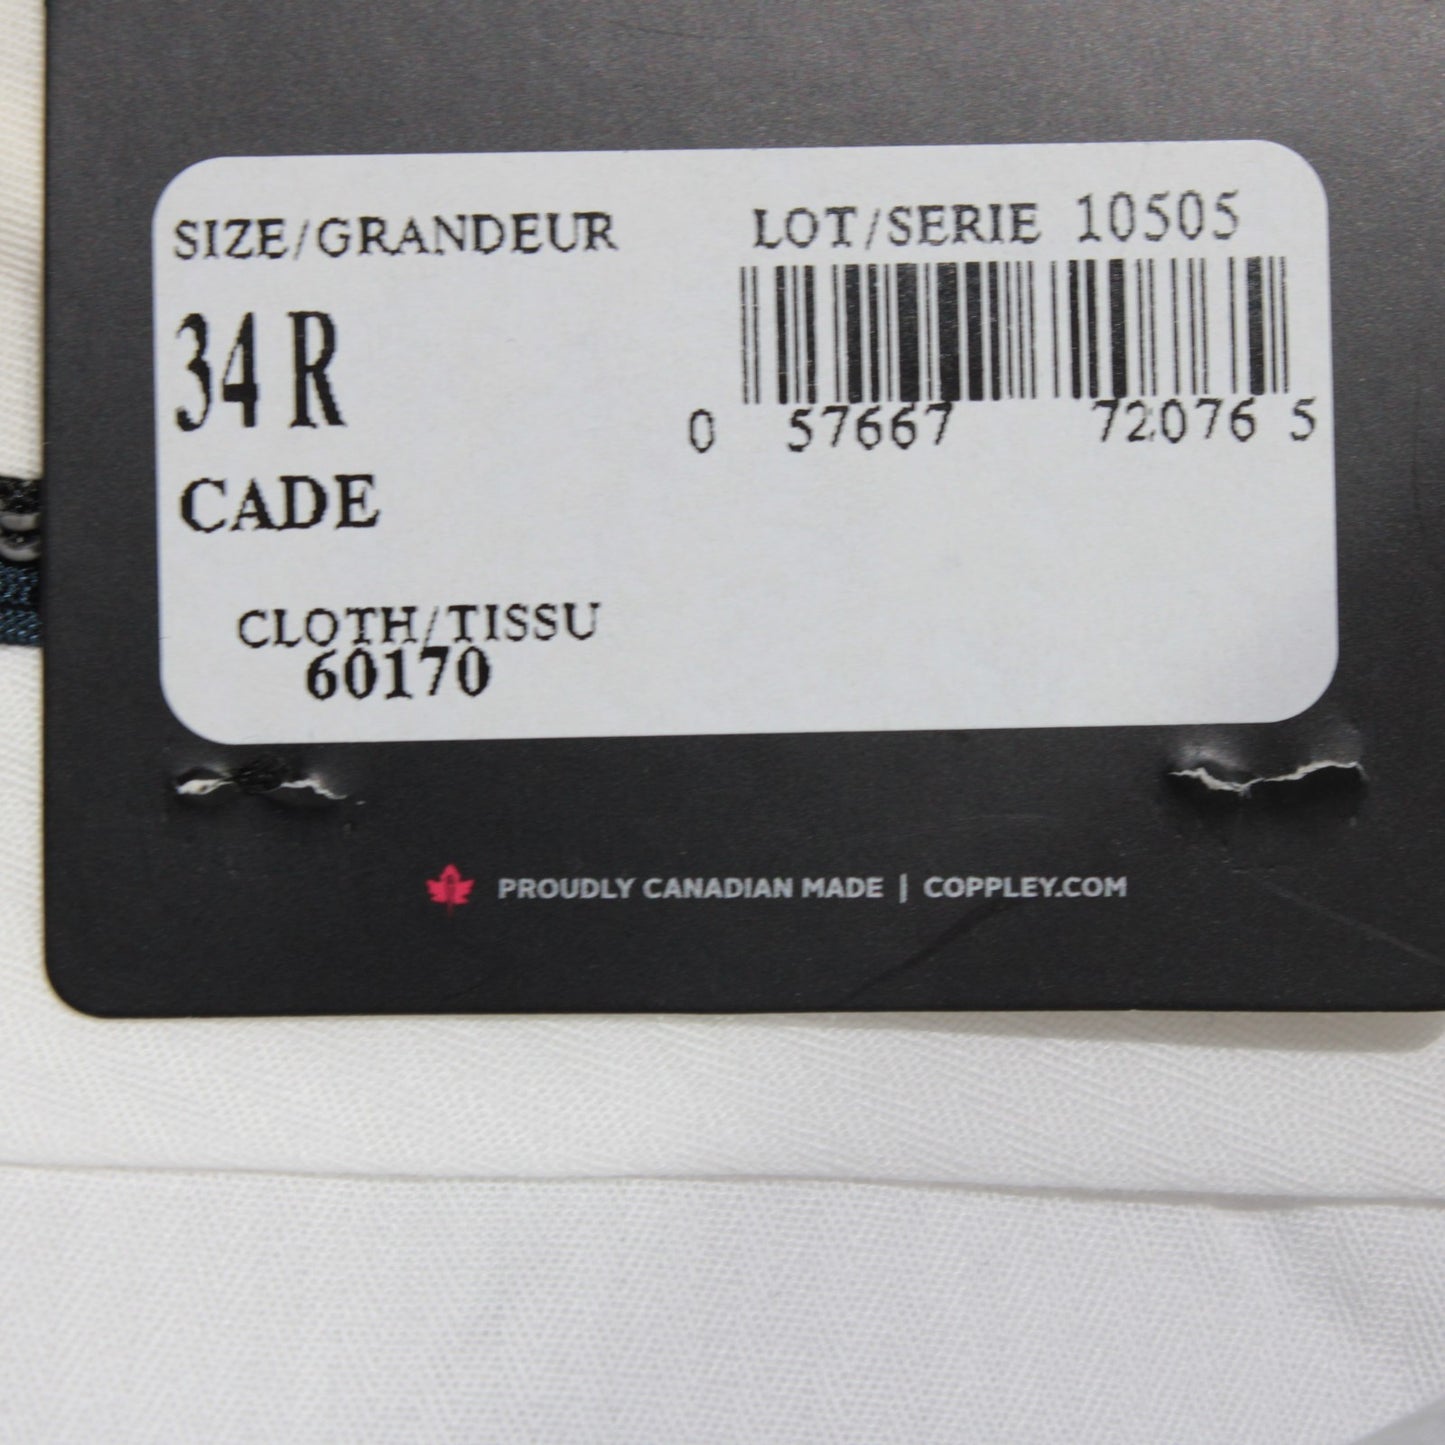 SIZE/GRANDEUR
34 R
CADE
CLOTH/TISSU
60170
LOT/SERIE 10505
0 57667 72076 5
PROUDLY CANADIAN MADE | COPPLEY.COM